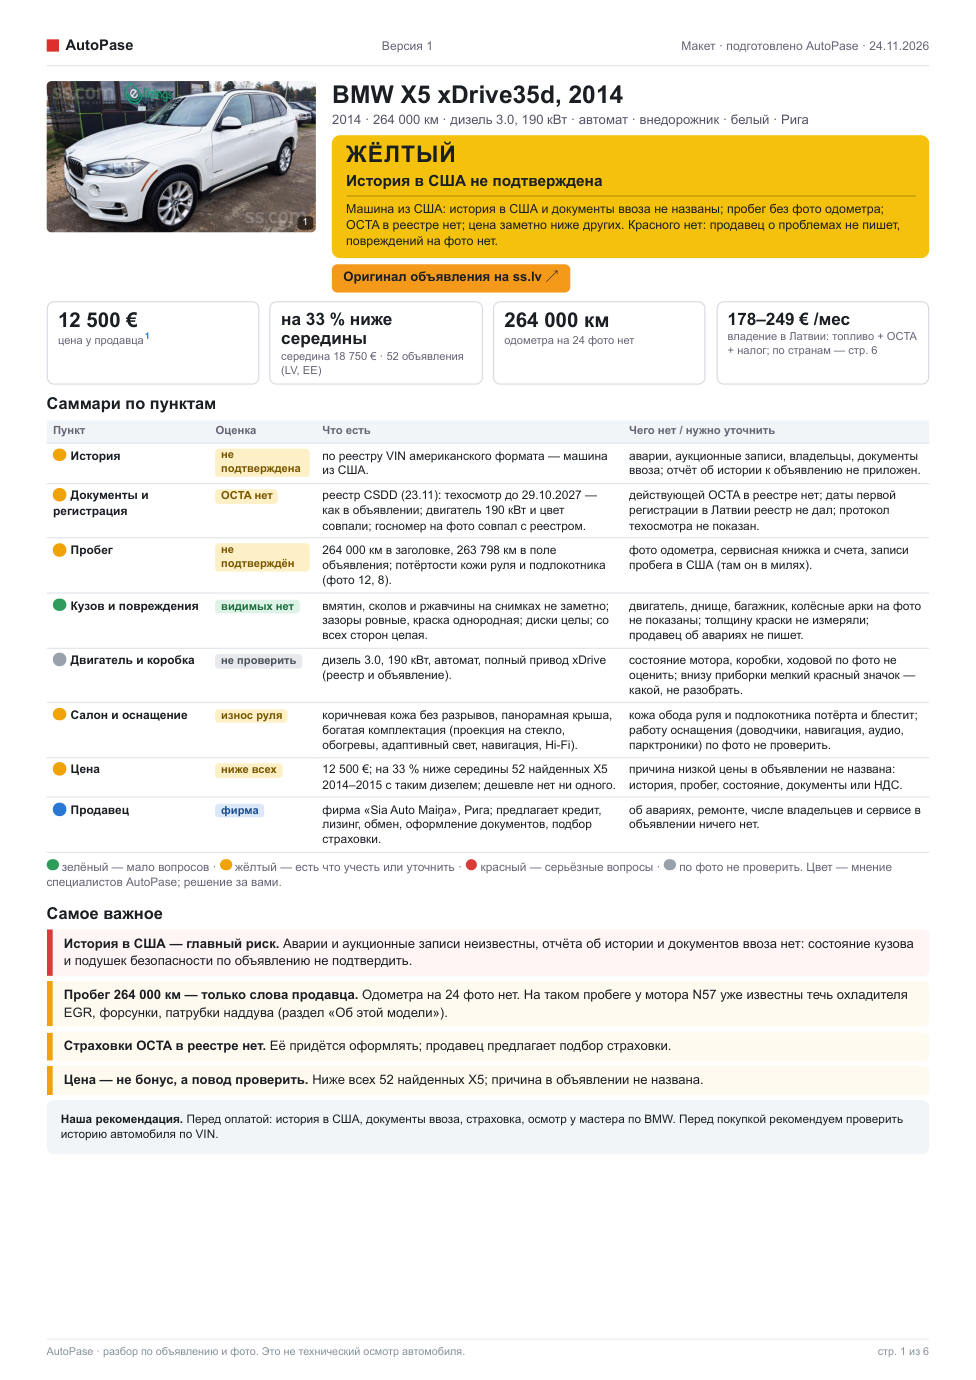 AutoPase
Версия 1
Макет · подготовлено AutoPase · 24.11.2026
ss.com
ss.com
1
BMW X5 xDrive35d, 2014
2014 · 264 000 км · дизель 3.0, 190 кВт · автомат · внедорожник · белый · Рига
ЖЁЛТЫЙ
История в США не подтверждена
Машина из США: история в США и документы ввоза не названы; пробег без фото одометра;
ОСТА в реестре нет; цена заметно ниже других. Красного нет: продавец о проблемах не пишет,
повреждений на фото нет.
Оригинал объявления на ss.lv ↗
12 500 €
цена у продавца 1
на 33 % ниже
середины
середина 18 750 € · 52 объявления
(LV, EE)
264 000 км
одометра на 24 фото нет
178–249 € /мес
владение в Латвии: топливо + ОСТА
+ налог; по странам — стр. 6
Саммари по пунктам
Пункт Оценка Что есть Чего нет / нужно уточнить
История
не
подтверждена
по реестру VIN американского формата — машина
из США.
аварии, аукционные записи, владельцы, документы
ввоза; отчёт об истории к объявлению не приложен.
Документы и
регистрация
ОСТА нет
реестр CSDD (23.11): техосмотр до 29.10.2027 —
как в объявлении; двигатель 190 кВт и цвет
совпали; госномер на фото совпал с реестром.
действующей ОСТА в реестре нет; даты первой
регистрации в Латвии реестр не дал; протокол
техосмотра не показан.
Пробег
не
подтверждён
264 000 км в заголовке, 263 798 км в поле
объявления; потёртости кожи руля и подлокотника
(фото 12, 8).
фото одометра, сервисная книжка и счета, записи
пробега в США (там он в милях).
Кузов и повреждения
видимых нет
вмятин, сколов и ржавчины на снимках не заметно;
зазоры ровные, краска однородная; диски целы; со
всех сторон целая.
двигатель, днище, багажник, колёсные арки на фото
не показаны; толщину краски не измеряли;
продавец об авариях не пишет.
Двигатель и коробка
не проверить
дизель 3.0, 190 кВт, автомат, полный привод xDrive
(реестр и объявление).
состояние мотора, коробки, ходовой по фото не
оценить; внизу приборки мелкий красный значок —
какой, не разобрать.
Салон и оснащение
износ руля
коричневая кожа без разрывов, панорамная крыша,
богатая комплектация (проекция на стекло,
обогревы, адаптивный свет, навигация, Hi-Fi).
кожа обода руля и подлокотника потёрта и блестит;
работу оснащения (доводчики, навигация, аудио,
парктроники) по фото не проверить.
Цена
ниже всех
12 500 €; на 33 % ниже середины 52 найденных X5
2014–2015 с таким дизелем; дешевле нет ни одного.
причина низкой цены в объявлении не названа:
история, пробег, состояние, документы или НДС.
Продавец
фирма
фирма «Sia Auto Maiņa», Рига; предлагает кредит,
лизинг, обмен, оформление документов, подбор
страховки.
об авариях, ремонте, числе владельцев и сервисе в
объявлении ничего нет.
зелёный — мало вопросов · жёлтый — есть что учесть или уточнить · красный — серьёзные вопросы · по фото не проверить. Цвет — мнение
специалистов AutoPase; решение за вами.
Самое важное
История в США — главный риск. Аварии и аукционные записи неизвестны, отчёта об истории и документов ввоза нет: состояние кузова
и подушек безопасности по объявлению не подтвердить.
Пробег 264 000 км — только слова продавца. Одометра на 24 фото нет. На таком пробеге у мотора N57 уже известны течь охладителя
EGR, форсунки, патрубки наддува (раздел «Об этой модели»).
Страховки ОСТА в реестре нет. Её придётся оформлять; продавец предлагает подбор страховки.
Цена — не бонус, а повод проверить. Ниже всех 52 найденных X5; причина в объявлении не названа.
Наша рекомендация. Перед оплатой: история в США, документы ввоза, страховка, осмотр у мастера по BMW. Перед покупкой рекомендуем проверить
историю автомобиля по VIN.
AutoPase · разбор по объявлению и фото. Это не технический осмотр автомобиля.
стр. 1 из 6